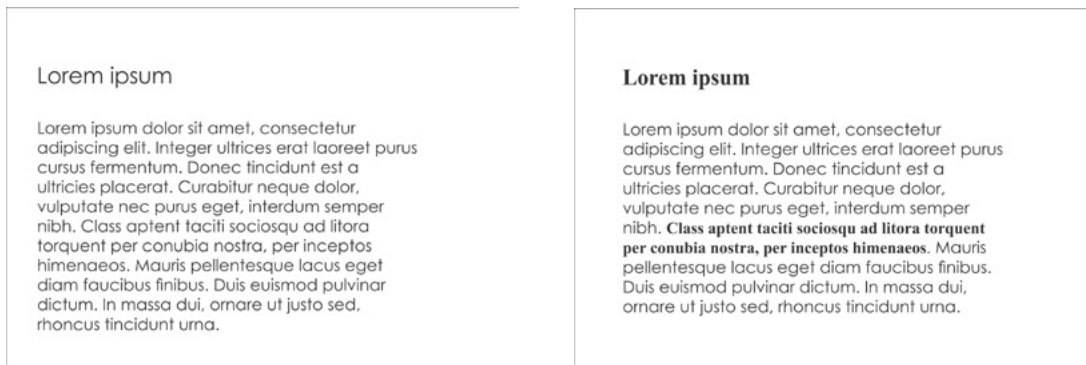 Lorem ipsum
Lorem ipsum dolor sit amet, consectetur
adipiscing elit. Integer ultrices erat laoreet purus
cursus fermentum. Donec tincidunt est a
ultricies placerat. Curabitur neque dolor,
vulputate nec purus eget, interdum semper
nibh. Class aptent taciti sociosqu ad litora
torquent per conubia nostra, per inceptos
himenaeos. Mauris pellentesque lacus eget
diam faucibus finibus. Duis euismod pulvinar
dictum. In massa dui, ornare ut justo sed,
rhoncus tincidunt urna.
Lorem ipsum
Lorem ipsum dolor sit amet, consectetur
adipiscing elit. Integer ultrices erat laoreet purus
cursus fermentum. Donec tincidunt est a
ultricies placerat. Curabitur neque dolor,
vulputate nec purus eget, interdum semper
nibh. Class aptent taciti sociosqu ad litora torquent
per conubia nostra, per inceptos himenaeos. Mauris
pellentesque lacus eget diam faucibus finibus.
Duis euismod pulvinar dictum. In massa dui,
ornare ut justo sed, rhoncus tincidunt urna.